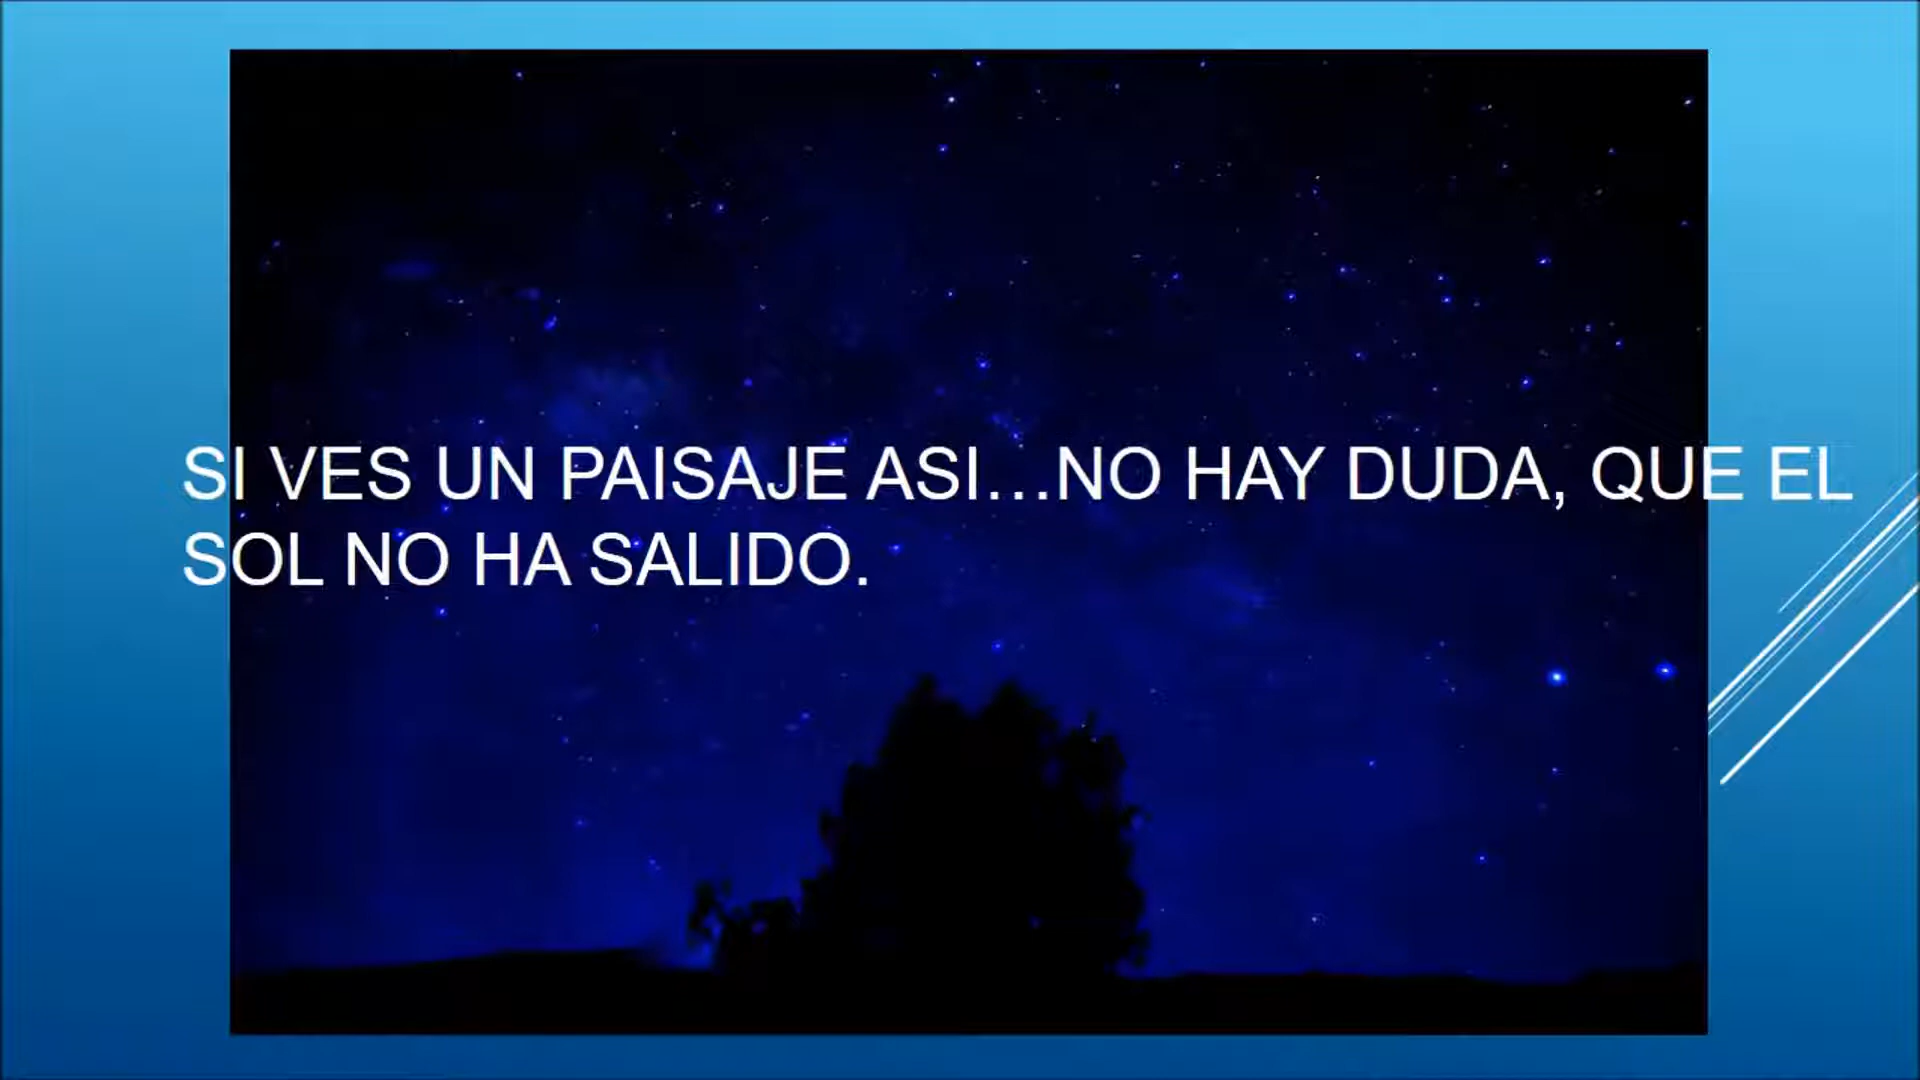 SI VES UN PAISAJE ASI...NO HAY DUDA, QUE EL
SOL NO HA SALIDO.